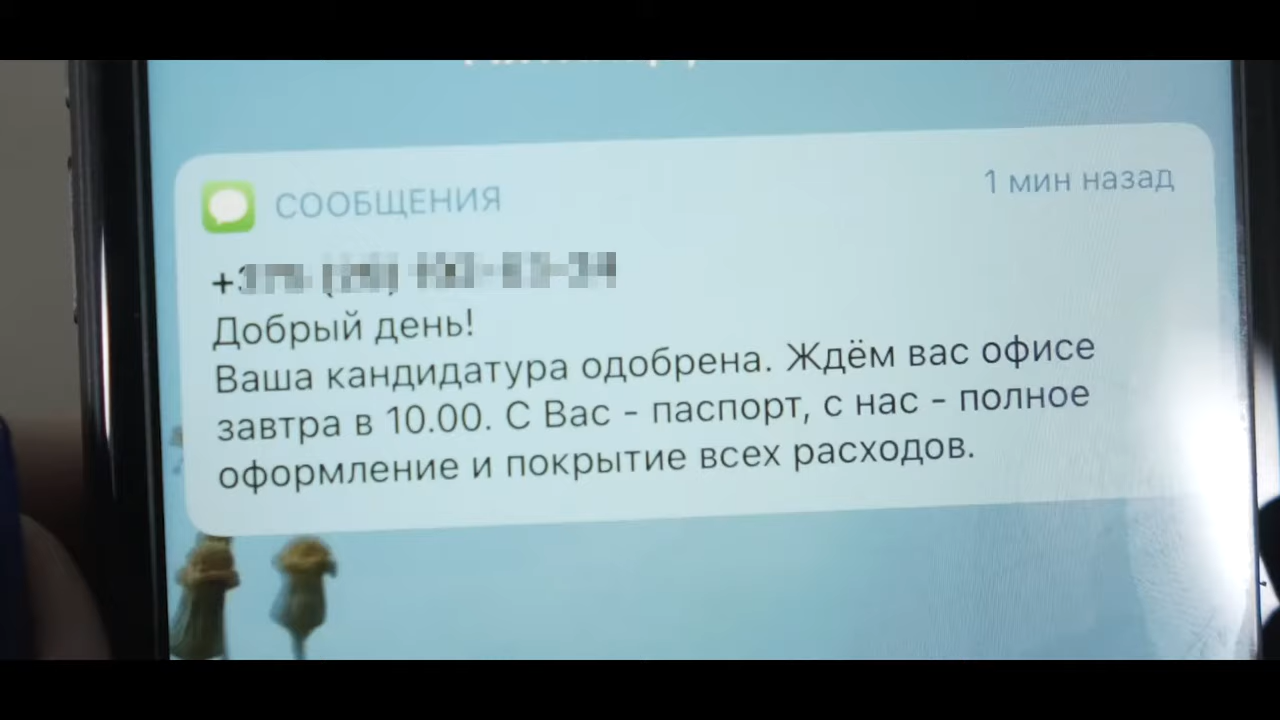 СООБЩЕНИЯ
1 мин назад
Добрый день!
Ваша кандидатура одобрена. Ждём вас офисе
завтра в 10.00. С Вас – паспорт, с нас – полное
оформление и покрытие всех расходов.